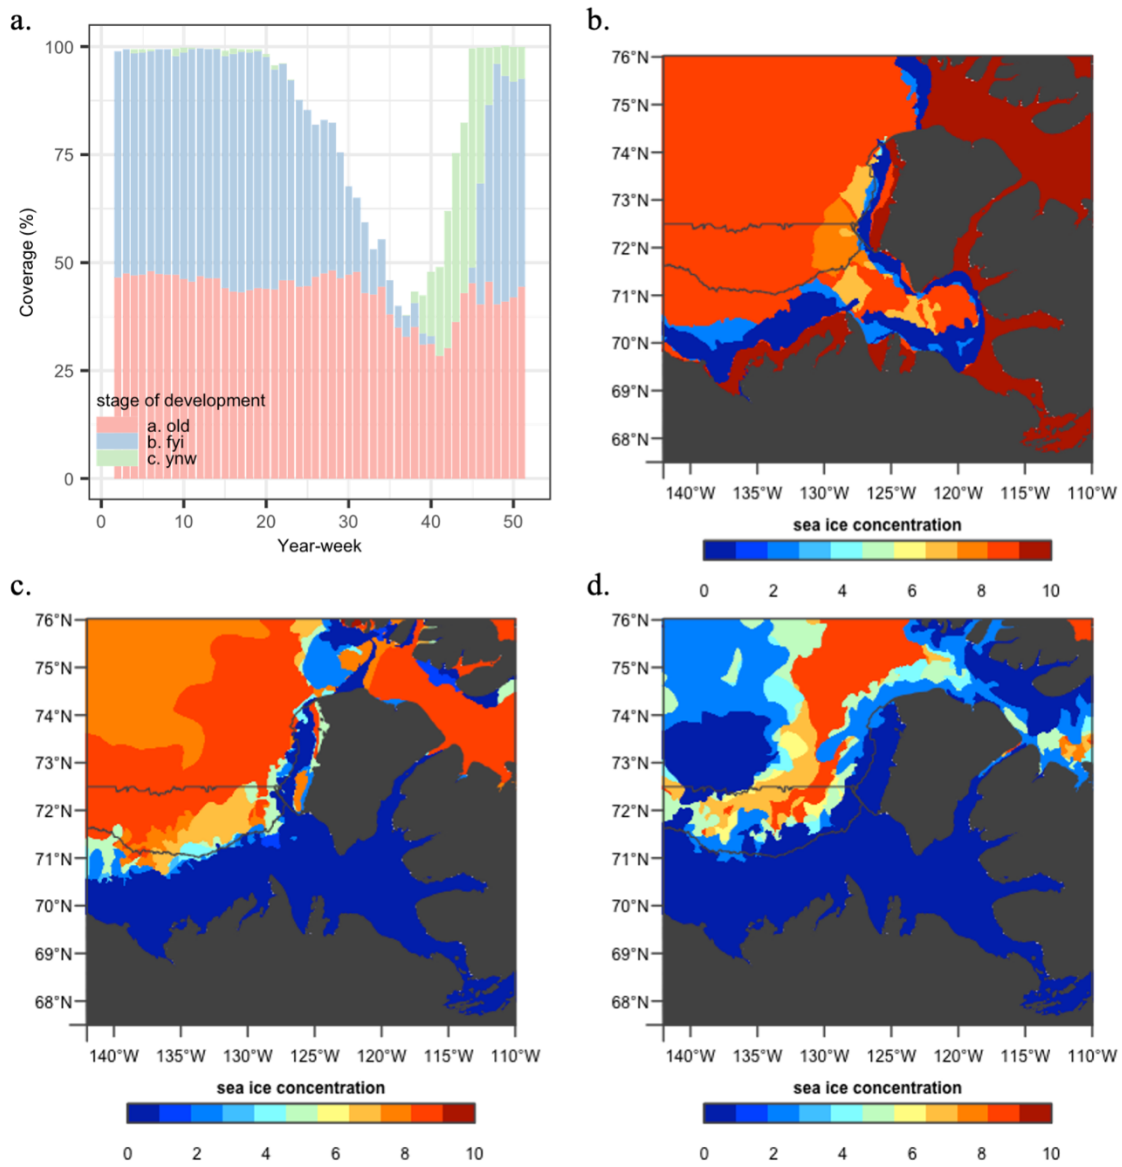 a.
100
75
50
25
0
Coverage (%)
stage of development
a. old
b. fyi
c. ynw
0 10 20 30 40 50
Year-week
b.
76°N
75°N
74°N
73°N
72°N
71°N
70°N
69°N
68°N
140°W 135°W 130°W 125°W 120°W 115°W 110°W
sea ice concentration
0 2 4 6 8 10
c.
76°N
75°N
74°N
73°N
72°N
71°N
70°N
69°N
68°N
140°W 135°W 130°W 125°W 120°W 115°W 110°W
sea ice concentration
0 2 4 6 8 10
d.
76°N
75°N
74°N
73°N
72°N
71°N
70°N
69°N
68°N
140°W 135°W 130°W 125°W 120°W 115°W 110°W
sea ice concentration
0 2 4 6 8 10